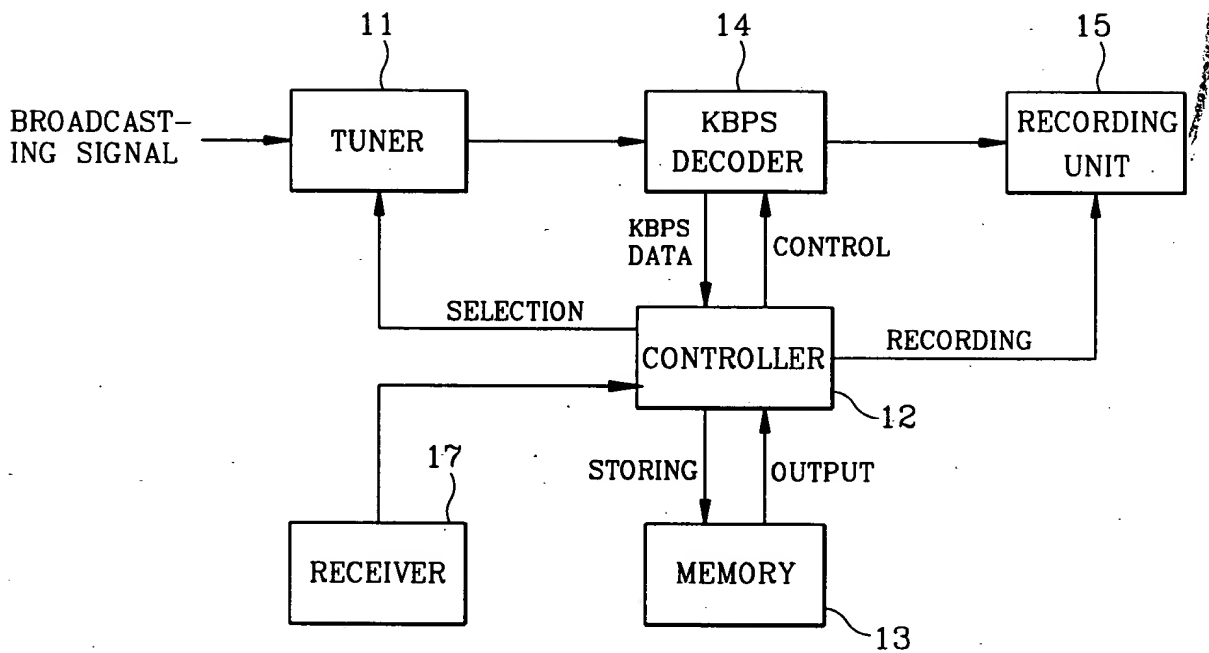 11
14
15
BROADCAST-
ING SIGNAL
TUNER
KBPS
DECODER
RECORDING
UNIT
KBPS
DATA
CONTROL
SELECTION
CONTROLLER
RECORDING
12
17
STORING
OUTPUT
RECEIVER
MEMORY
13